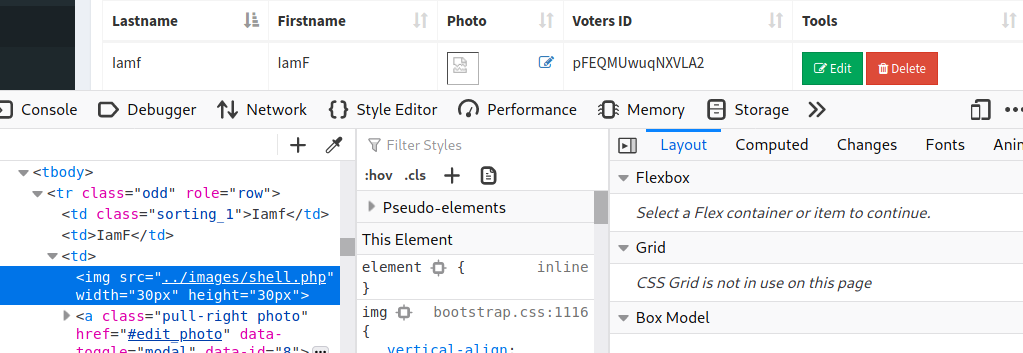 Lastname Firstname Photo Voters ID Tools
Iamf IamF pFEQMUwuqNXVLA2 Edit Delete
Console Debugger Network Style Editor Performance Memory Storage
Filter Styles Layout Computed Changes Fonts Anin
<tbody> :hov .cls Flexbox
<tr class="odd" role="row"> Pseudo-elements Select a Flex container or item to continue.
<td class="sorting_1">Iamf</td>
<td>IamF</td> This Element Grid
<td> element { inline CSS Grid is not in use on this page
<img src="../images/shell.php" }
width="30px" height="30px"> img bootstrap.css:1116 Box Model
<a class="pull-right photo" {
href="#edit_photo" data-
toggle="modal" data-id="8"> vertical-align: